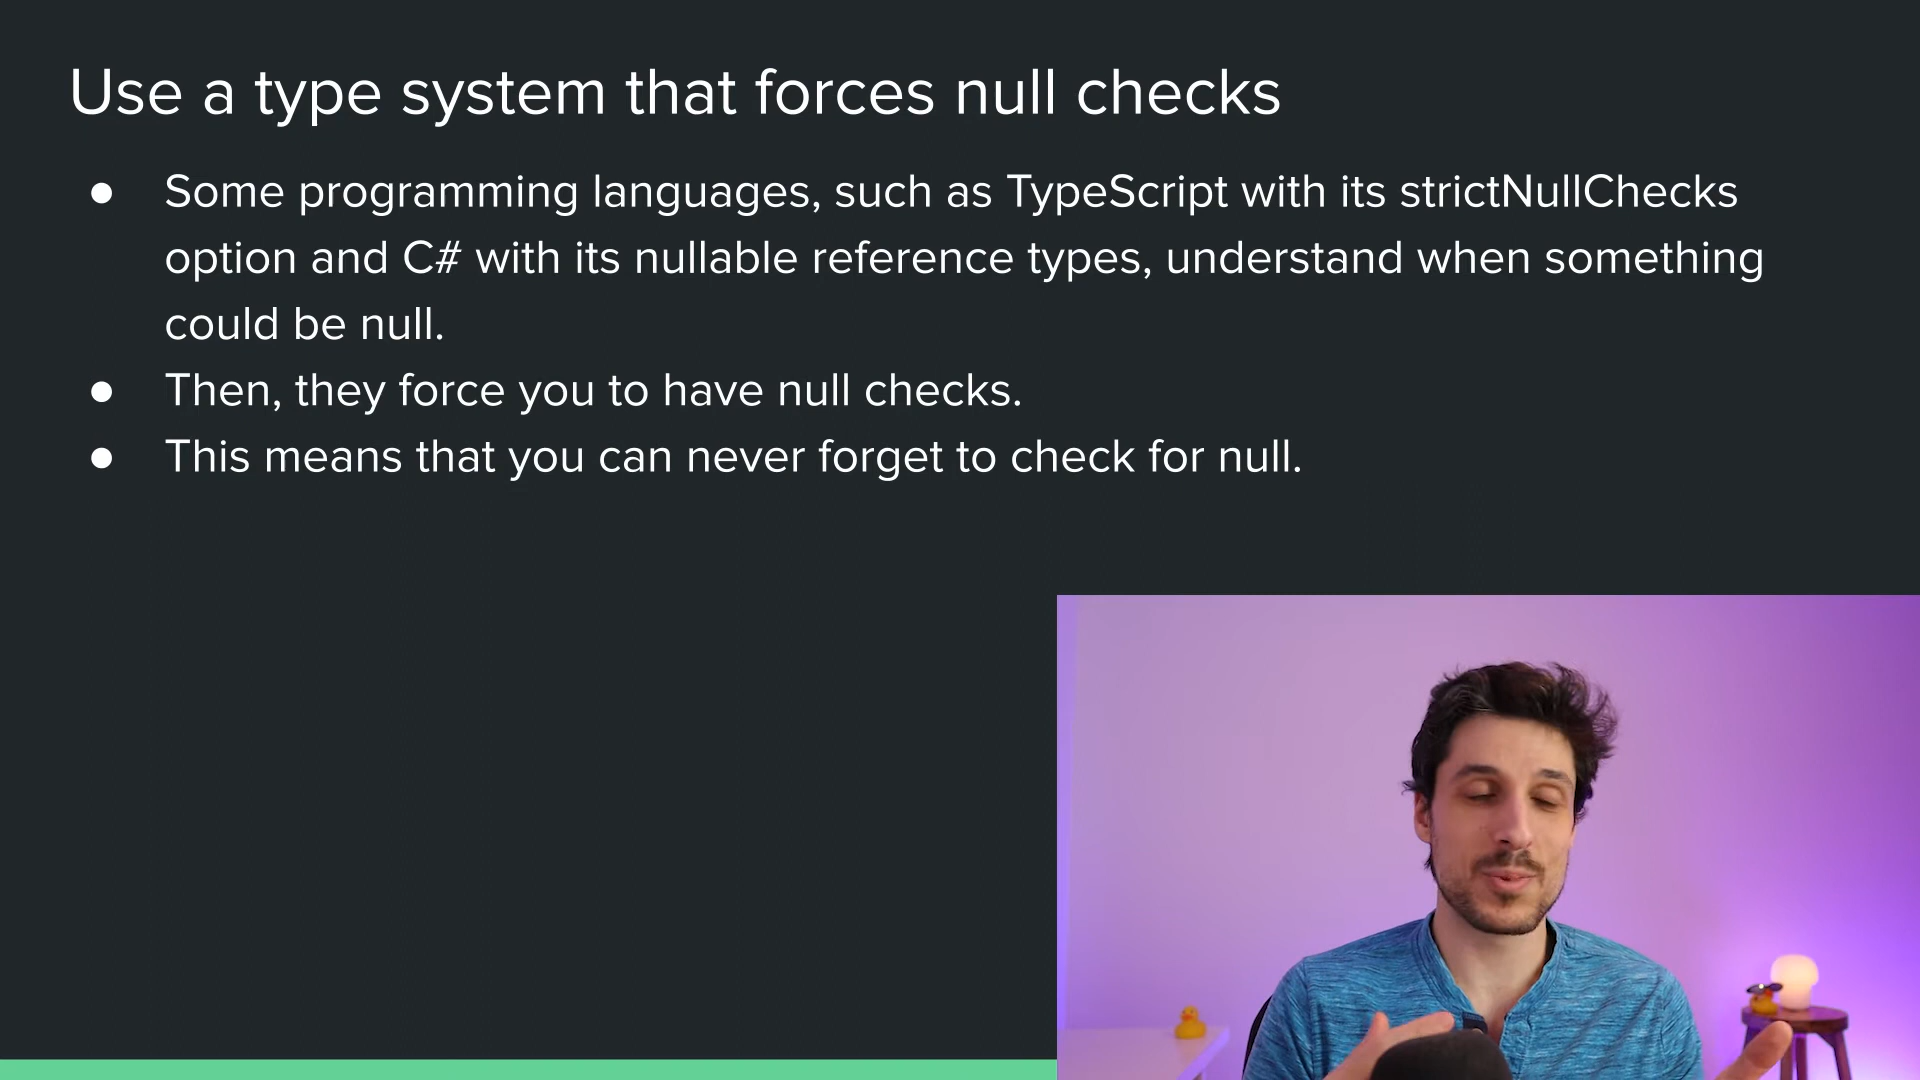 Use a type system that forces null checks
● Some programming languages, such as TypeScript with its strictNullChecks
option and C# with its nullable reference types, understand when something
could be null.
● Then, they force you to have null checks.
● This means that you can never forget to check for null.